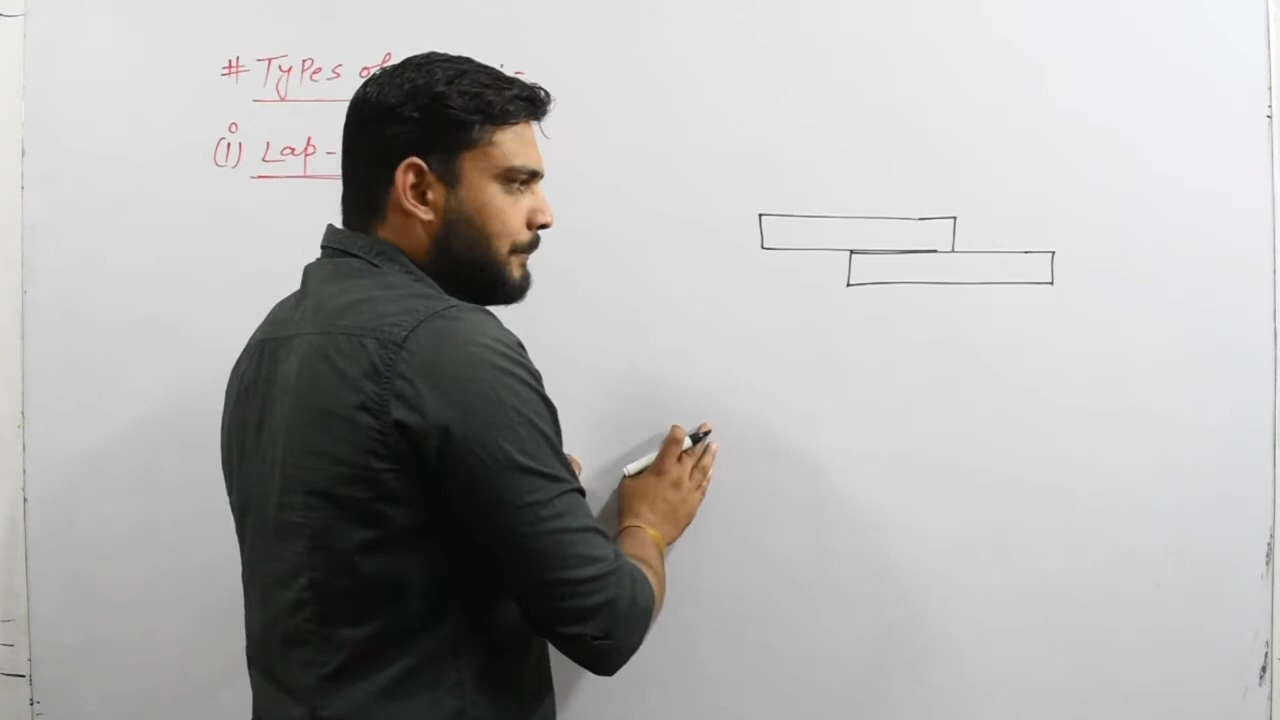 # Types of
(i) Lap-